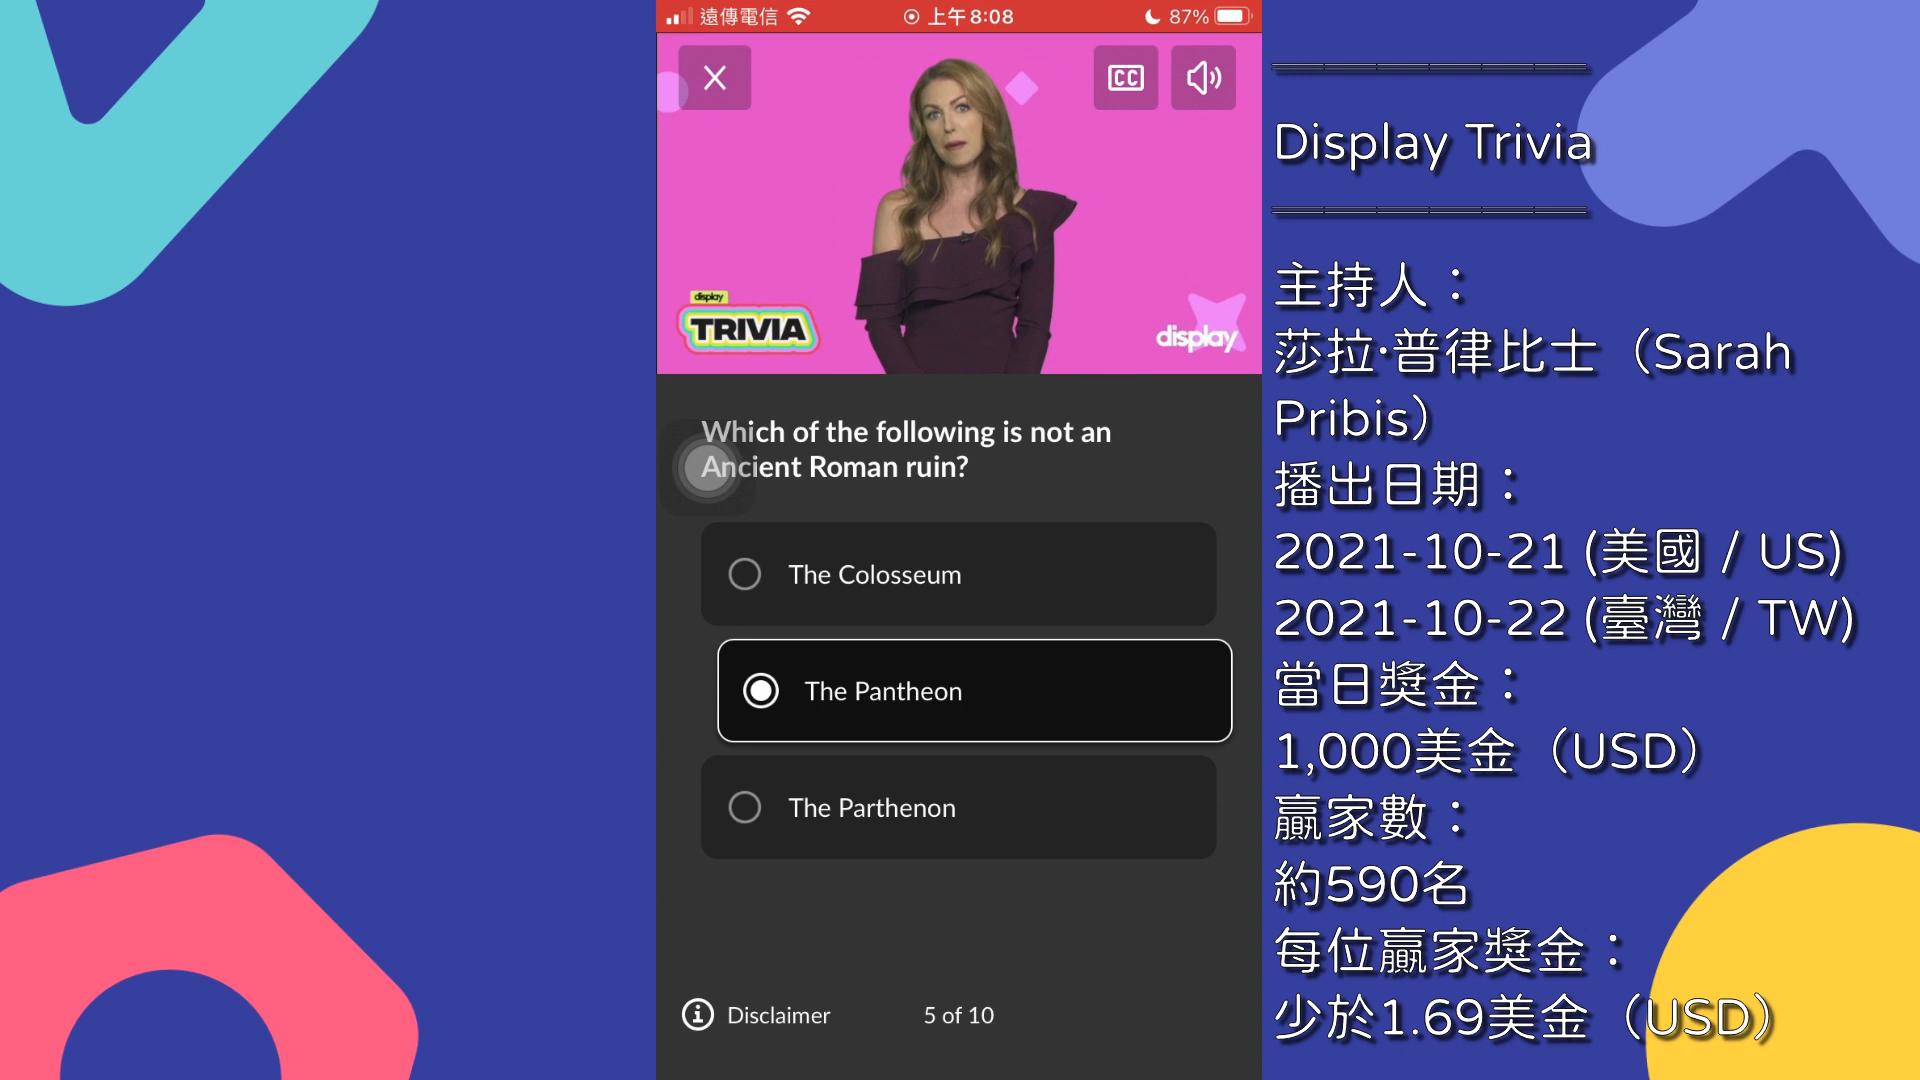 遠傳電信
上午8:08
87%
CC
display
TRIVIA
display
Which of the following is not an
Ancient Roman ruin?
The Colosseum
The Pantheon
The Parthenon
Disclaimer
5 of 10
Display Trivia
主持人：
莎拉·普律比士（Sarah
Pribis）
播出日期：
2021-10-21 (美國 / US)
2021-10-22 (臺灣 / TW)
當日獎金：
1,000美金（USD）
贏家數：
約590名
每位贏家獎金：
少於1.69美金（USD）